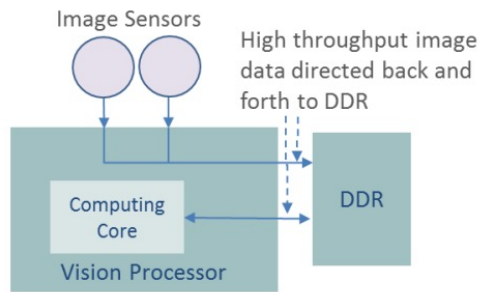 Image Sensors
High throughput image
data directed back and
forth to DDR
Computing
Core
DDR
Vision Processor